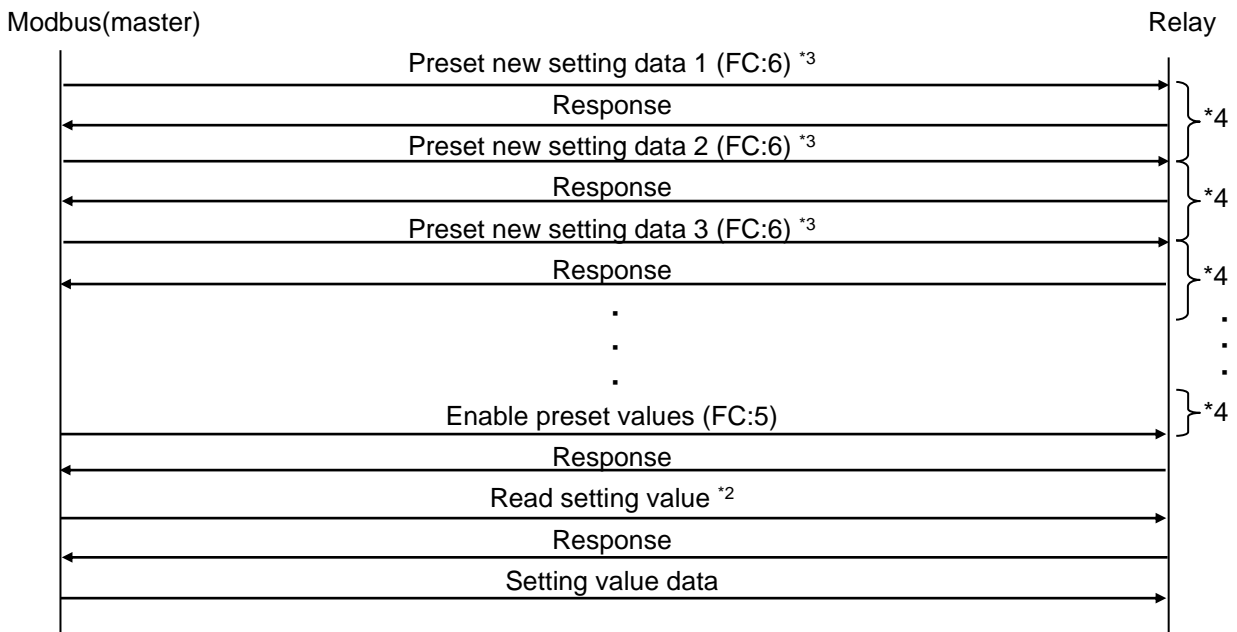 Modbus(master) Relay
Preset new setting data 1 (FC:6) *3
Response
*4
Preset new setting data 2 (FC:6) *3
Response
*4
Preset new setting data 3 (FC:6) *3
Response
*4
.
.
.
.
.
.
Enable preset values (FC:5)
*4
Response
Read setting value *2
Response
Setting value data